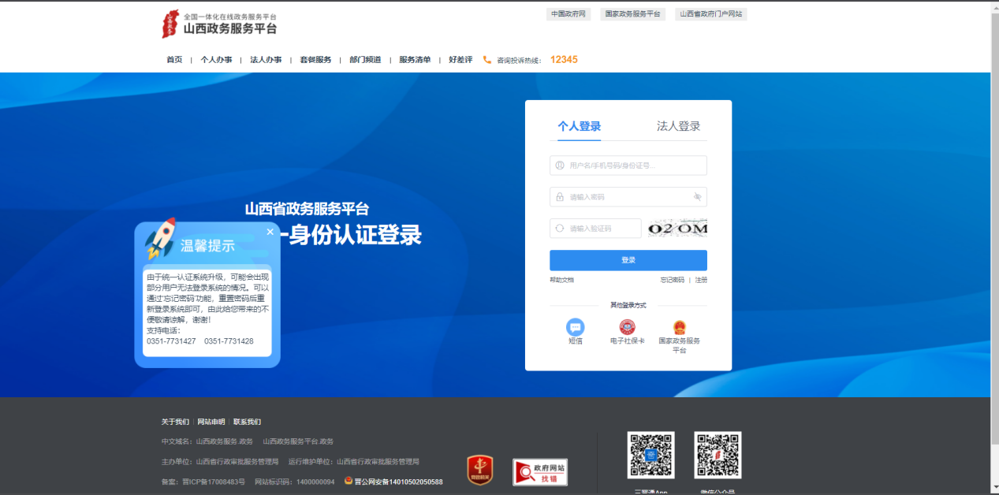 全国一体化在线政务服务平台
山西政务服务平台
中国政府网 国家政务服务平台 山西省政府门户网站
首页 | 个人办事 | 法人办事 | 套餐服务 | 部门频道 | 服务清单 | 好差评 咨询投诉热线: 12345
个人登录 法人登录
用户名/手机号码/身份证号...
请输入密码
请输入验证码 O2OM
登录
帮助文档 忘记密码 | 注册
其他登录方式
短信 电子社保卡 国家政务服务
平台
山西省政务服务平台
一身份认证登录
温馨提示
由于统一认证系统升级，可能会出现
部分用户无法登录系统的情况。可以
通过'忘记密码'功能，重置密码后重
新登录系统即可，由此给您带来的不
便敬请谅解，谢谢！
支持电话：
0351-7731427 0351-7731428
关于我们 | 网站申明 | 联系我们
中文域名：山西政务服务.政务 山西政务服务平台.政务
主办单位：山西省行政审批服务管理局 运行维护单位：山西省行政审批服务管理局
备案：晋ICP备17008483号 网站标识码：1400000094 晋公网安备14010502050588
党政机关
政府网站
找错
三晋通App 微信公众号